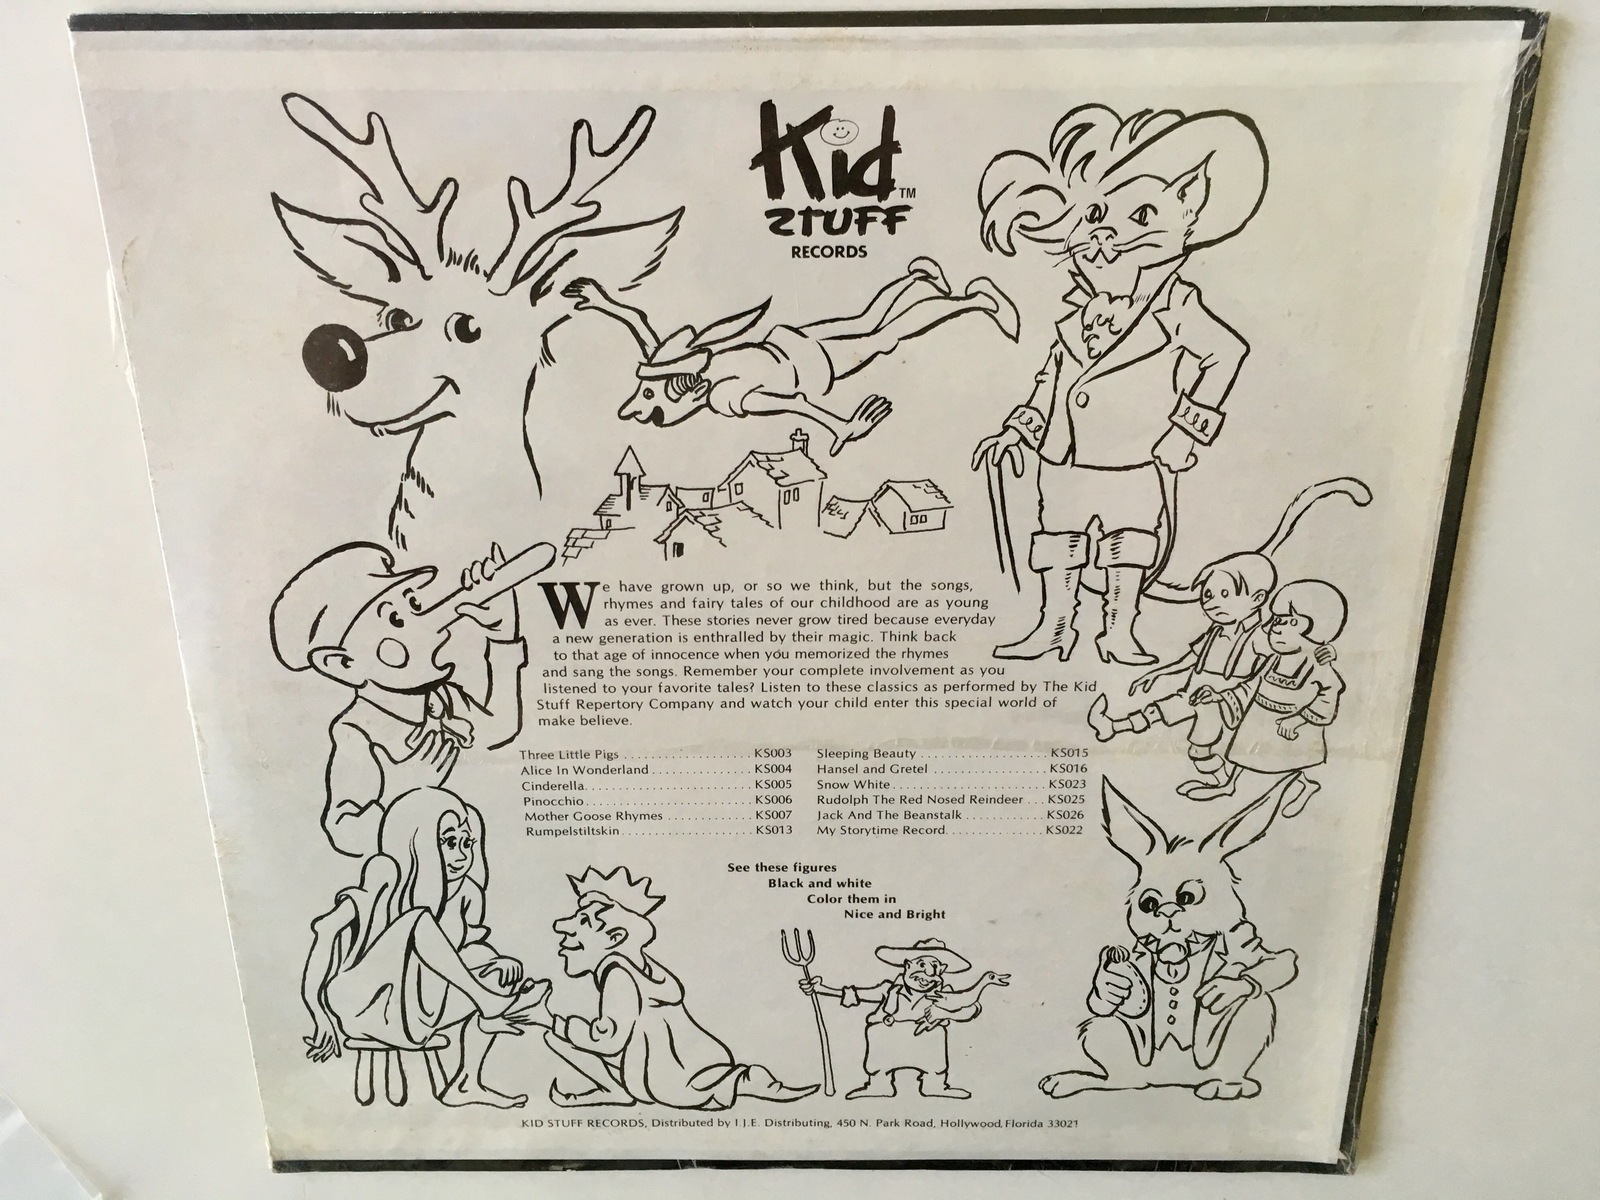 Kid
STUFF
TM
RECORDS
We have grown up, or so we think, but the songs,
rhymes and fairy tales of our childhood are as young
as ever. These stories never grow tired because everyday
a new generation is enthralled by their magic. Think back
to that age of innocence when you memorized the rhymes
and sang the songs. Remember your complete involvement as you
listened to your favorite tales? Listen to these classics as performed by The Kid
Stuff Repertory Company and watch your child enter this special world of
make believe.
Three Little Pigs . . . . . . . . . . . . . . . . . . . . . . . KS003
Alice In Wonderland . . . . . . . . . . . . . . . . . . KS004
Cinderella . . . . . . . . . . . . . . . . . . . . . . . . . . . . . KS005
Pinocchio . . . . . . . . . . . . . . . . . . . . . . . . . . . . . KS006
Mother Goose Rhymes . . . . . . . . . . . . . . . KS007
Rumpelstiltskin . . . . . . . . . . . . . . . . . . . . . . . KS013
Sleeping Beauty . . . . . . . . . . . . . . . . . . . . . . . KS015
Hansel and Gretel . . . . . . . . . . . . . . . . . . . . KS016
Snow White . . . . . . . . . . . . . . . . . . . . . . . . . . . KS023
Rudolph The Red Nosed Reindeer . . . KS025
Jack And The Beanstalk . . . . . . . . . . . . . . KS026
My Storytime Record . . . . . . . . . . . . . . . . . KS022
See these figures
Black and white
Color them in
Nice and Bright
KID STUFF RECORDS, Distributed by I J.E. Distributing, 450 N. Park Road, Hollywood, Florida 33021